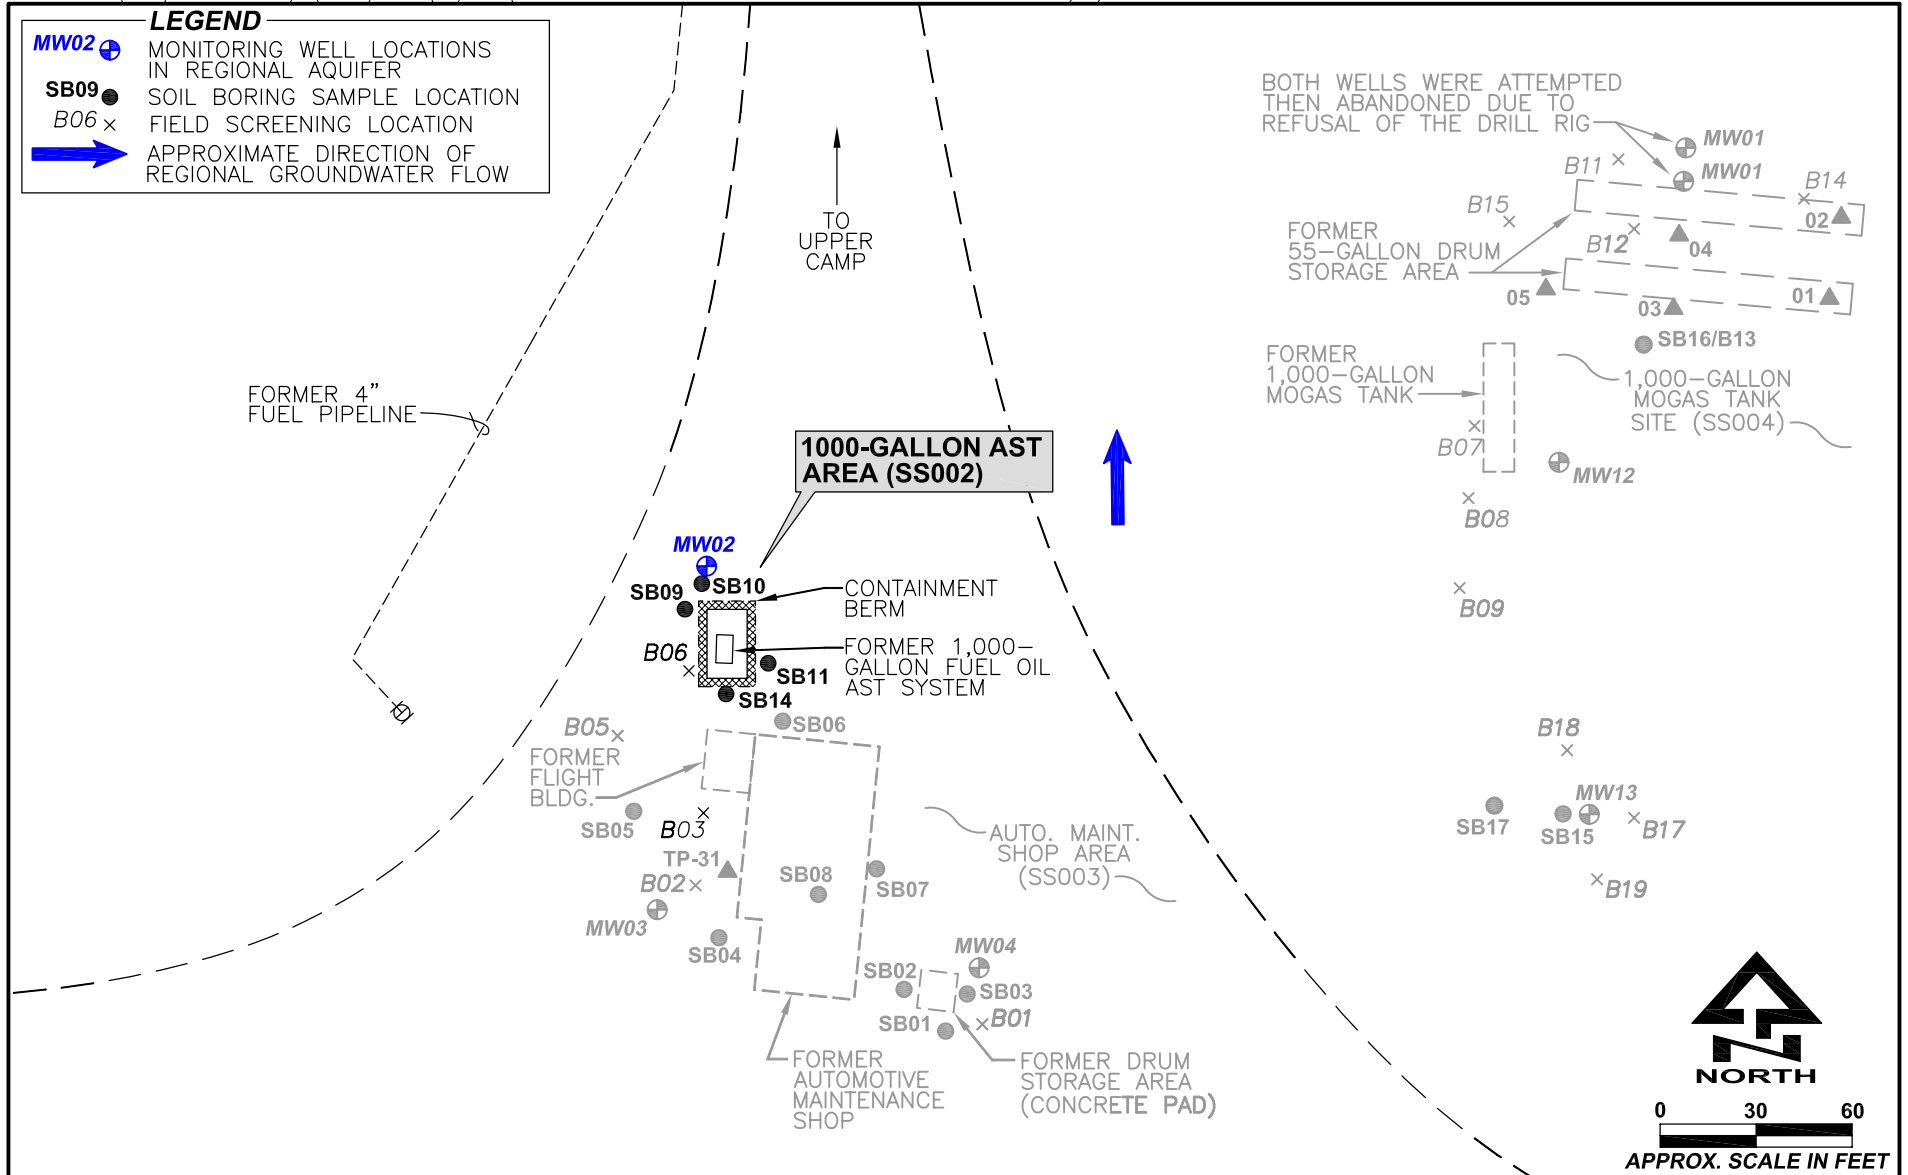 LEGEND
MW02
MONITORING WELL LOCATIONS
IN REGIONAL AQUIFER
SB09
SOIL BORING SAMPLE LOCATION
B06
FIELD SCREENING LOCATION
APPROXIMATE DIRECTION OF
REGIONAL GROUNDWATER FLOW
TO
UPPER
CAMP
BOTH WELLS WERE ATTEMPTED
THEN ABANDONED DUE TO
REFUSAL OF THE DRILL RIG
MW01
MW01
B11
B14
B15
02
B12
04
FORMER
55-GALLON DRUM
STORAGE AREA
05
03
01
SB16/B13
FORMER
1,000-GALLON
MOGAS TANK
1,000-GALLON
MOGAS TANK
SITE (SS004)
B07
MW12
B08
B09
FORMER 4"
FUEL PIPELINE
1000-GALLON AST
AREA (SS002)
MW02
SB10
SB09
CONTAINMENT
BERM
B06
FORMER 1,000-
GALLON FUEL OIL
AST SYSTEM
SB11
SB14
SB06
B05
FORMER
FLIGHT
BLDG.
SB05
B03
TP-31
B02
SB08
SB07
MW03
SB04
AUTO. MAINT.
SHOP AREA
(SS003)
MW04
SB02
SB03
SB01
B01
FORMER
AUTOMOTIVE
MAINTENANCE
SHOP
FORMER DRUM
STORAGE AREA
(CONCRETE PAD)
B18
MW13
SB17
SB15
B17
B19
NORTH
0 30 60
APPROX. SCALE IN FEET